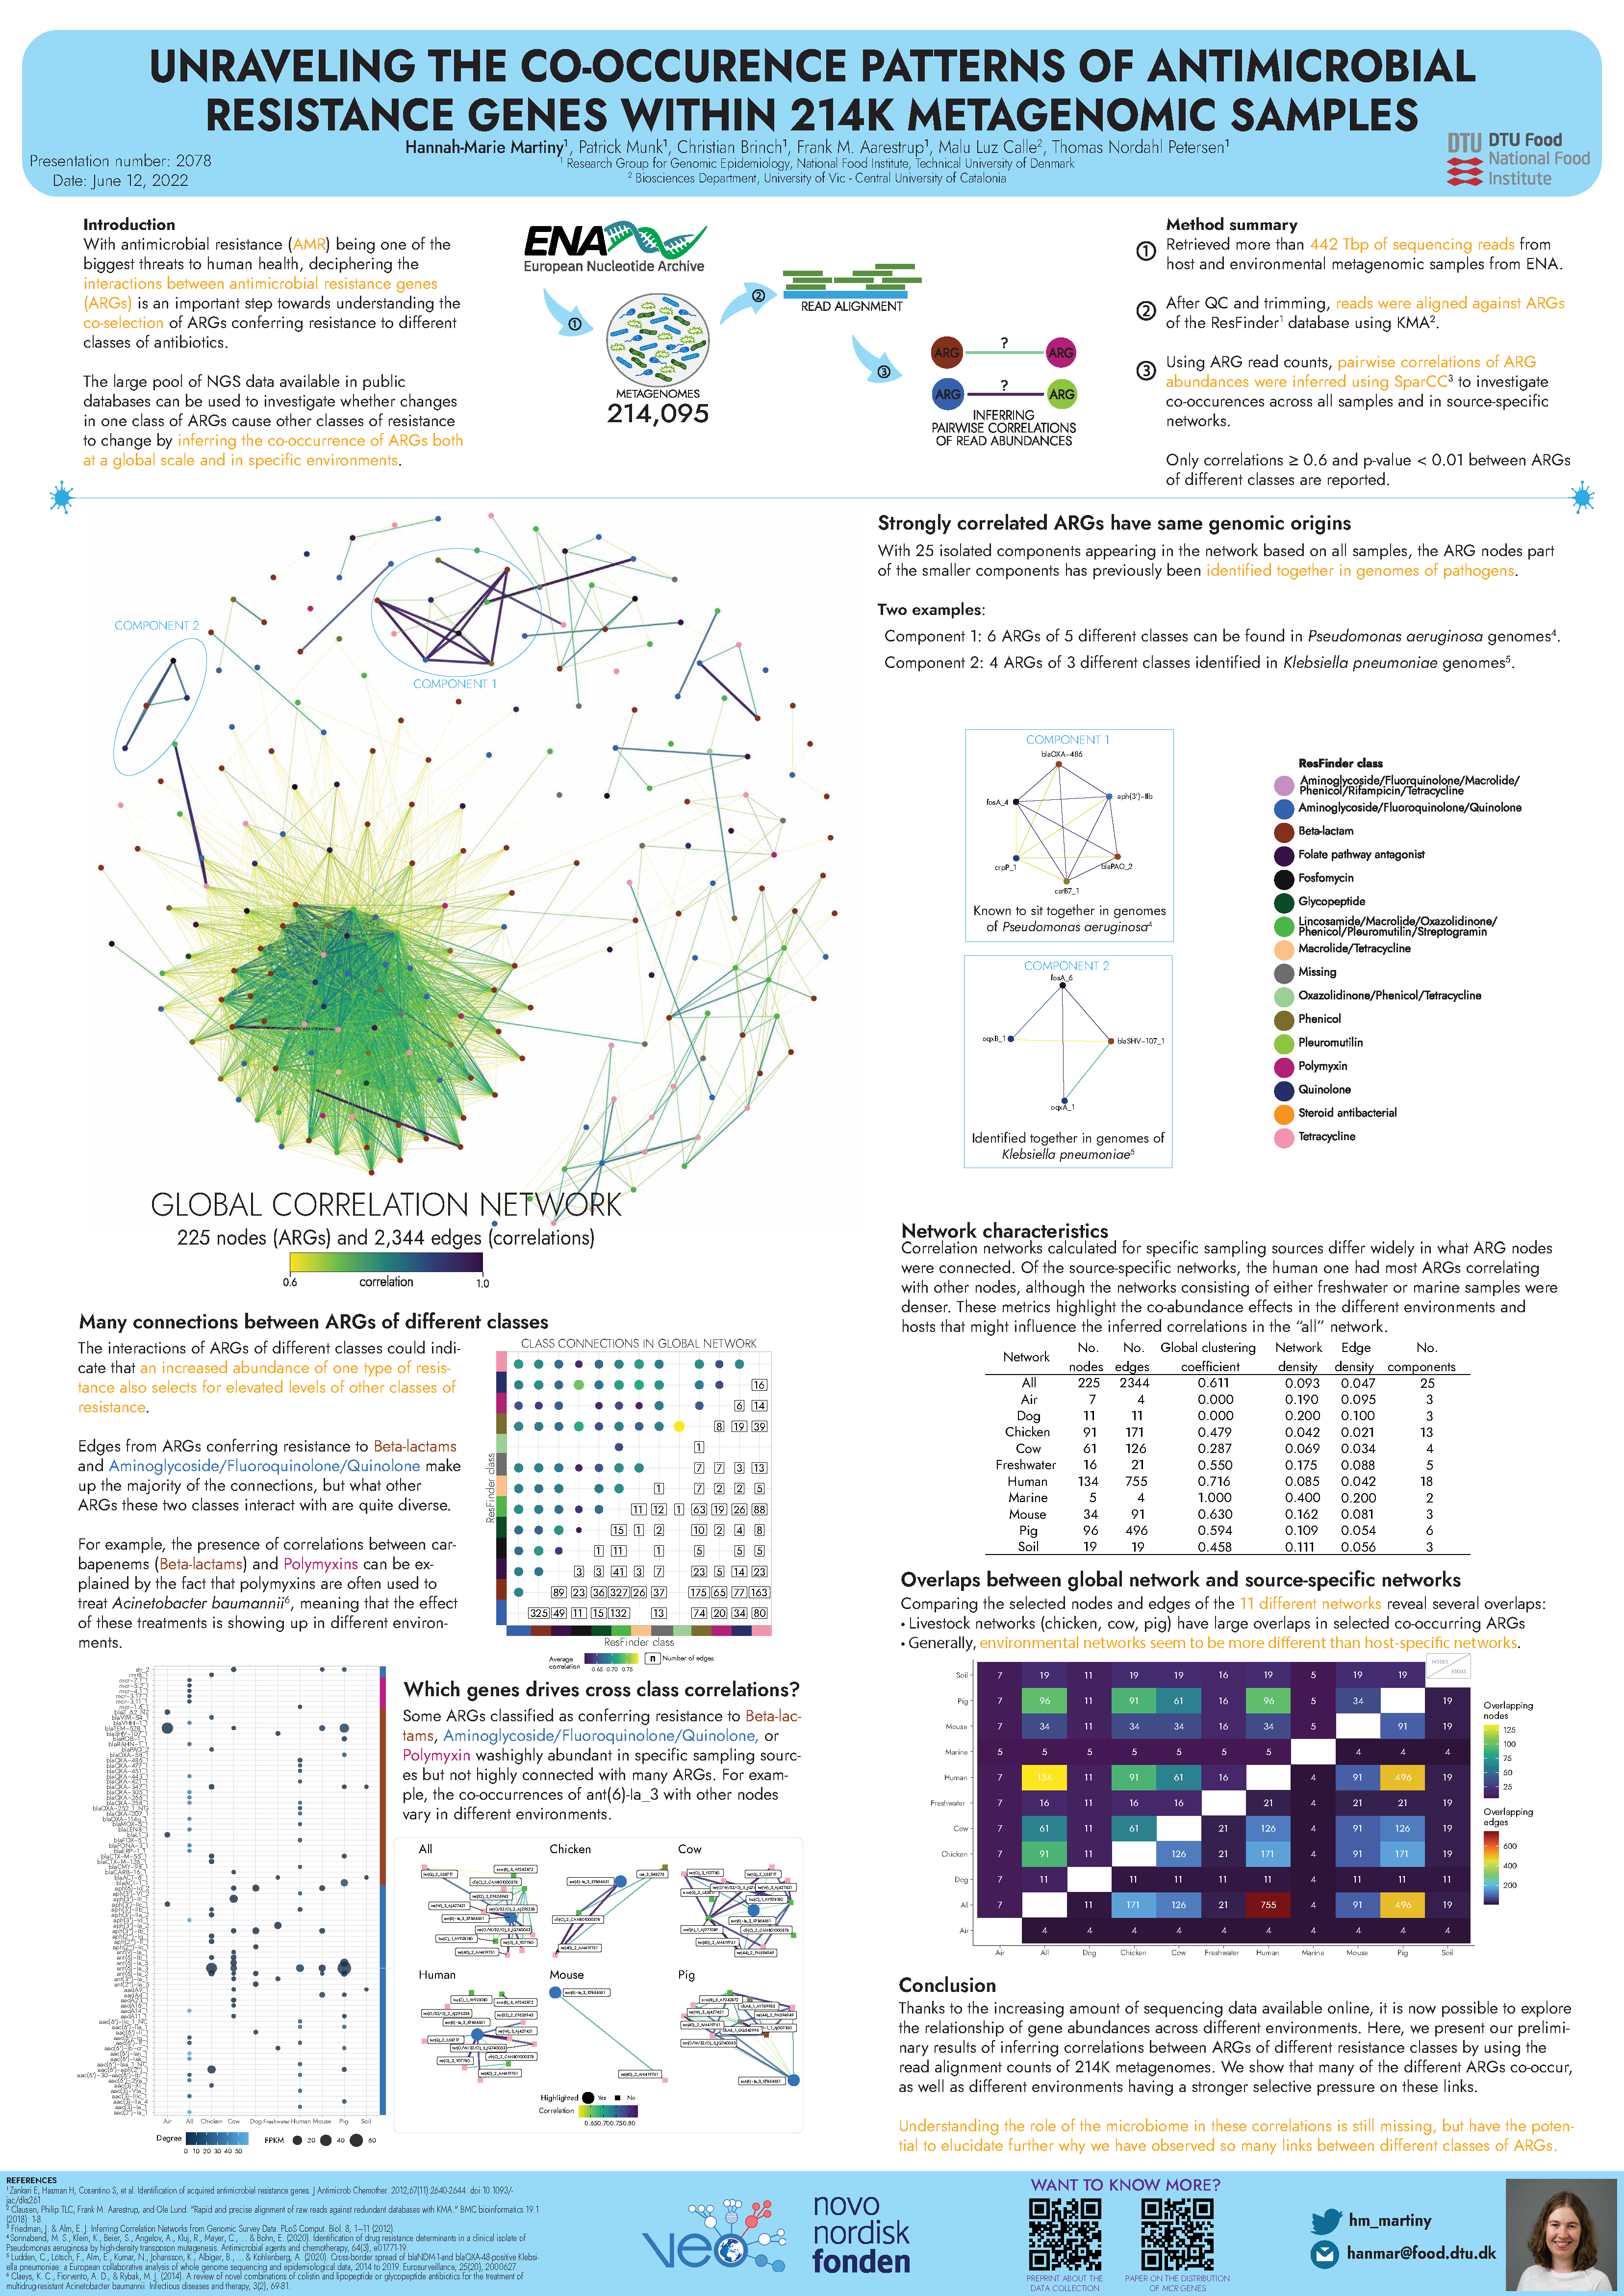 UNRAVELING THE CO-OCCURENCE PATTERNS OF ANTIMICROBIAL
RESISTANCE GENES WITHIN 214K METAGENOMIC SAMPLES
Hannah-Marie Martiny¹, Patrick Munk¹, Christian Brinch¹, Frank M. Aarestrup¹, Malu Luz Calle², Thomas Nordahl Petersen¹
¹ Research Group for Genomic Epidemiology, National Food Institute, Technical University of Denmark
² Biosciences Department, University of Vic - Central University of Catalonia
Presentation number: 2078
Date: June 12, 2022
DTU
DTU Food
National Food
Institute
Introduction
With antimicrobial resistance (AMR) being one of the
biggest threats to human health, deciphering the
interactions between antimicrobial resistance genes
(ARGs) is an important step towards understanding the
co-selection of ARGs conferring resistance to different
classes of antibiotics.
The large pool of NGS data available in public
databases can be used to investigate whether changes
in one class of ARGs cause other classes of resistance
to change by inferring the co-occurrence of ARGs both
at a global scale and in specific environments.
ENA
European Nucleotide Archive
①
METAGENOMES
214,095
②
READ ALIGNMENT
③
ARG ? ARG
ARG ? ARG
INFERRING
PAIRWISE CORRELATIONS
OF READ ABUNDANCES
Method summary
① Retrieved more than 442 Tbp of sequencing reads from
host and environmental metagenomic samples from ENA.
② After QC and trimming, reads were aligned against ARGs
of the ResFinder¹ database using KMA².
③ Using ARG read counts, pairwise correlations of ARG
abundances were inferred using SparCC³ to investigate
co-occurences across all samples and in source-specific
networks.
Only correlations ≥ 0.6 and p-value < 0.01 between ARGs
of different classes are reported.
COMPONENT 2
COMPONENT 1
GLOBAL CORRELATION NETWORK
225 nodes (ARGs) and 2,344 edges (correlations)
0.6 correlation 1.0
Strongly correlated ARGs have same genomic origins
With 25 isolated components appearing in the network based on all samples, the ARG nodes part
of the smaller components has previously been identified together in genomes of pathogens.
Two examples:
Component 1: 6 ARGs of 5 different classes can be found in Pseudomonas aeruginosa genomes⁴.
Component 2: 4 ARGs of 3 different classes identified in Klebsiella pneumoniae genomes⁵.
COMPONENT 1
blaOXA-486
fosA_4
aph(3')-IIb
crpP_1
blaPAO_2
catB7_1
Known to sit together in genomes
of Pseudomonas aeruginosa⁴
COMPONENT 2
fosA_6
oqxB_1
blaSHV-107_1
oqxA_1
Identified together in genomes of
Klebsiella pneumoniae⁵
ResFinder class
Aminoglycoside/Fluorquinolone/Macrolide/
Phenicol/Rifampicin/Tetracycline
Aminoglycoside/Fluoroquinolone/Quinolone
Beta-lactam
Folate pathway antagonist
Fosfomycin
Glycopeptide
Lincosamide/Macrolide/Oxazolidinone/
Phenicol/Pleuromutilin/Streptogramin
Macrolide/Tetracycline
Missing
Oxazolidinone/Phenicol/Tetracycline
Phenicol
Pleuromutilin
Polymyxin
Quinolone
Steroid antibacterial
Tetracycline
Many connections between ARGs of different classes
The interactions of ARGs of different classes could indi-
cate that an increased abundance of one type of resis-
tance also selects for elevated levels of other classes of
resistance.
Edges from ARGs conferring resistance to Beta-lactams
and Aminoglycoside/Fluoroquinolone/Quinolone make
up the majority of the connections, but what other
ARGs these two classes interact with are quite diverse.
For example, the presence of correlations between car-
bapenems (Beta-lactams) and Polymyxins can be ex-
plained by the fact that polymyxins are often used to
treat Acinetobacter baumannii⁶, meaning that the effect
of these treatments is showing up in different environ-
ments.
CLASS CONNECTIONS IN GLOBAL NETWORK
ResFinder class
16
6 14
8 19 39
1
7 7 3 13
1 7 2 2 5
11 12 1 63 19 26 88
15 1 2 10 2 4 8
1 11 1 5 5 5
3 3 41 3 7 23 5 14 23
89 23 36 327 26 37 175 65 77 163
325 49 11 15 132 13 74 20 34 80
ResFinder class
Average
correlation
0.65 0.70 0.75
n Number of edges
Network characteristics
Correlation networks calculated for specific sampling sources differ widely in what ARG nodes
were connected. Of the source-specific networks, the human one had most ARGs correlating
with other nodes, although the networks consisting of either freshwater or marine samples were
denser. These metrics highlight the co-abundance effects in the different environments and
hosts that might influence the inferred correlations in the “all” network.
Network No. nodes No. edges Global clustering coefficient Network density Edge density No. components
All 225 2344 0.611 0.093 0.047 25
Air 7 4 0.000 0.190 0.095 3
Dog 11 11 0.000 0.200 0.100 3
Chicken 91 171 0.479 0.042 0.021 13
Cow 61 126 0.287 0.069 0.034 4
Freshwater 16 21 0.550 0.175 0.088 5
Human 134 755 0.716 0.085 0.042 18
Marine 5 4 1.000 0.400 0.200 2
Mouse 34 91 0.630 0.162 0.081 3
Pig 96 496 0.594 0.109 0.054 6
Soil 19 19 0.458 0.111 0.056 3
Overlaps between global network and source-specific networks
Comparing the selected nodes and edges of the 11 different networks reveal several overlaps:
• Livestock networks (chicken, cow, pig) have large overlaps in selected co-occurring ARGs
• Generally, environmental networks seem to be more different than host-specific networks.
NODES
EDGES
Soil 7 19 11 19 19 16 19 5 19 19
Pig 7 96 11 91 61 16 96 5 34 19
Mouse 7 34 11 34 34 16 34 5 91 19
Marine 5 5 5 5 5 5 5 4 4 4
Human 7 134 11 91 61 16 4 91 496 19
Freshwater 7 16 11 16 16 21 4 21 21 19
Cow 7 61 11 61 21 126 4 91 126 19
Chicken 7 91 11 126 21 171 4 91 171 19
Dog 7 11 11 11 11 11 4 11 11 11
All 7 11 171 126 21 755 4 91 496 19
Air 4 4 4 4 4 4 4 4 4 4
Air All Dog Chicken Cow Freshwater Human Marine Mouse Pig Soil
Overlapping
nodes
125
100
75
50
25
Overlapping
edges
600
400
200
Which genes drives cross class correlations?
Some ARGs classified as conferring resistance to Beta-lac-
tams, Aminoglycoside/Fluoroquinolone/Quinolone, or
Polymyxin washighly abundant in specific sampling sourc-
es but not highly connected with many ARGs. For exam-
ple, the co-occurrences of ant(6)-Ia_3 with other nodes
vary in different environments.
Air All Chicken Cow Dog Freshwater Human Mouse Pig Soil
Degree
0 10 20 30 40 50
FPKM 20 40 60
All
Chicken
Cow
Human
Mouse
Pig
Highlighted Yes No
Correlation
0.65 0.70 0.75 0.80
Conclusion
Thanks to the increasing amount of sequencing data available online, it is now possible to explore
the relationship of gene abundances across different environments. Here, we present our prelimi-
nary results of inferring correlations between ARGs of different resistance classes by using the
read alignment counts of 214K metagenomes. We show that many of the different ARGs co-occur,
as well as different environments having a stronger selective pressure on these links.
Understanding the role of the microbiome in these correlations is still missing, but have the poten-
tial to elucidate further why we have observed so many links between different classes of ARGs.
REFERENCES
¹ Zankari E, Hasman H, Cosentino S, et al. Identification of acquired antimicrobial resistance genes. J Antimicrob Chemother. 2012;67(11):2640-2644. doi:10.1093/-
jac/dks261
² Clausen, Philip TLC, Frank M. Aarestrup, and Ole Lund. "Rapid and precise alignment of raw reads against redundant databases with KMA." BMC bioinformatics 19.1
(2018): 1-8.
³ Friedman, J. & Alm, E. J. Inferring Correlation Networks from Genomic Survey Data. PLoS Comput. Biol. 8, 1–11 (2012).
⁴ Sonnabend, M. S., Klein, K., Beier, S., Angelov, A., Kluj, R., Mayer, C., ... & Bohn, E. (2020). Identification of drug resistance determinants in a clinical isolate of
Pseudomonas aeruginosa by high-density transposon mutagenesis. Antimicrobial agents and chemotherapy, 64(3), e01771-19.
⁵ Ludden, C., Lötsch, F., Alm, E., Kumar, N., Johansson, K., Albiger, B., ... & Kohlenberg, A. (2020). Cross-border spread of blaNDM-1-and blaOXA-48-positive Klebsi-
ella pneumoniae: a European collaborative analysis of whole genome sequencing and epidemiological data, 2014 to 2019. Eurosurveillance, 25(20), 2000627.
⁶ Claeys, K. C., Fiorvento, A. D., & Rybak, M. J. (2014). A review of novel combinations of colistin and lipopeptide or glycopeptide antibiotics for the treatment of
multidrug-resistant Acinetobacter baumannii. Infectious diseases and therapy, 3(2), 69-81.
veo
novo
nordisk
fonden
WANT TO KNOW MORE?
PREPRINT ABOUT THE
DATA COLLECTION
PAPER ON THE DISTRIBUTION
OF MCR GENES
hm_martiny
hanmar@food.dtu.dk